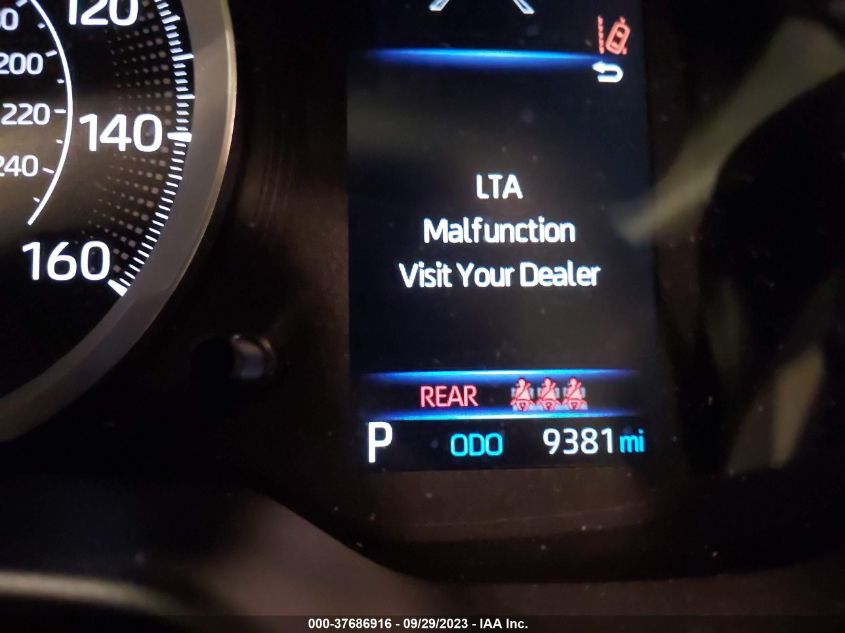 120
200
220
140
240
160
LTA
Malfunction
Visit Your Dealer
REAR
P ODO 9381 mi
000-37686916 - 09/29/2023 - IAA Inc.